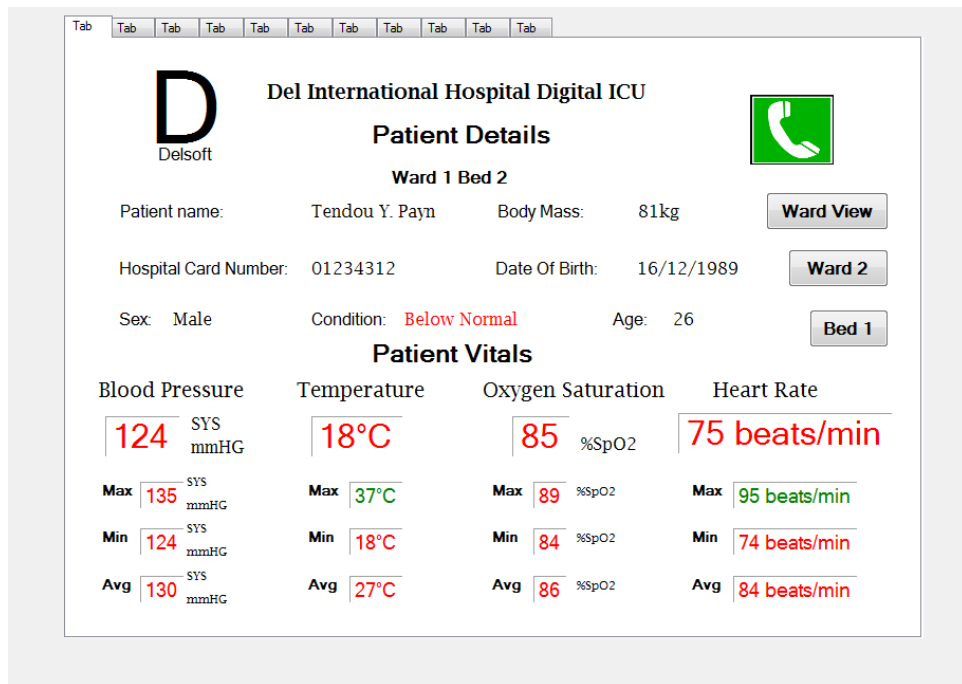 Tab Tab Tab Tab Tab Tab Tab Tab Tab Tab Tab
D
Delsoft
Del International Hospital Digital ICU
Patient Details
Ward 1 Bed 2
Patient name: Tendou Y. Payn Body Mass: 81kg Ward View
Hospital Card Number: 01234312 Date Of Birth: 16/12/1989 Ward 2
Sex: Male Condition: Below Normal Age: 26 Bed 1
Patient Vitals
Blood Pressure Temperature Oxygen Saturation Heart Rate
124 SYS mmHG 18°C 85 %SpO2 75 beats/min
Max 135 SYS mmHG Max 37°C Max 89 %SpO2 Max 95 beats/min
Min 124 SYS mmHG Min 18°C Min 84 %SpO2 Min 74 beats/min
Avg 130 SYS mmHG Avg 27°C Avg 86 %SpO2 Avg 84 beats/min